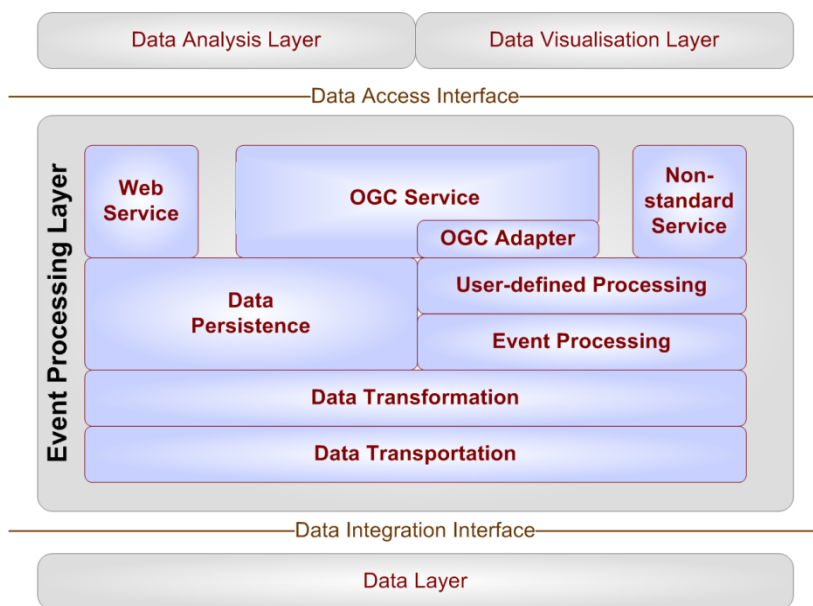 Data Analysis Layer
Data Visualisation Layer
Data Access Interface
Event Processing Layer
Web
Service
OGC Service
Non-
standard
Service
OGC Adapter
Data
Persistence
User-defined Processing
Event Processing
Data Transformation
Data Transportation
Data Integration Interface
Data Layer